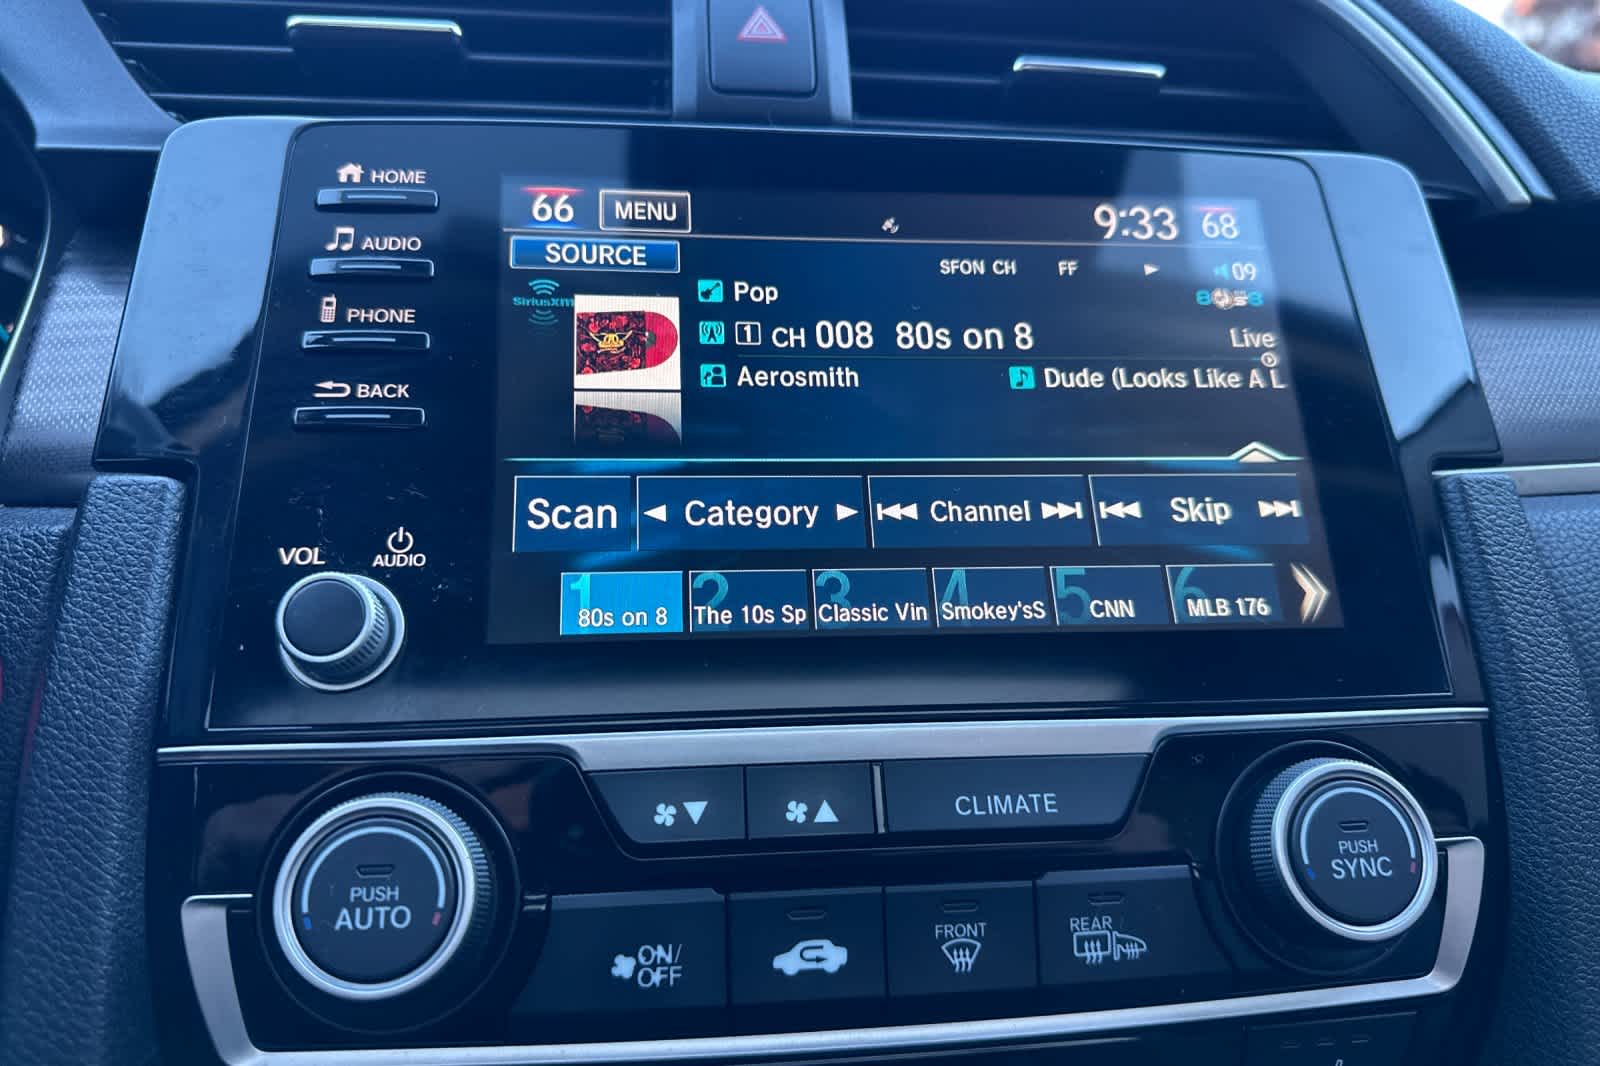 HOME
AUDIO
PHONE
BACK
VOL
AUDIO
66 MENU 9:33 68
SOURCE
SFON CH FF 09
SiriusXM
Pop
80s8
1 CH 008 80s on 8
Live
Aerosmith Dude (Looks Like A L
Scan Category Channel Skip
1 2 3 4 5 6
80s on 8 The 10s Sp Classic Vin Smokey'sS CNN MLB 176
CLIMATE
PUSH
AUTO
PUSH
SYNC
ON/
OFF
FRONT
REAR